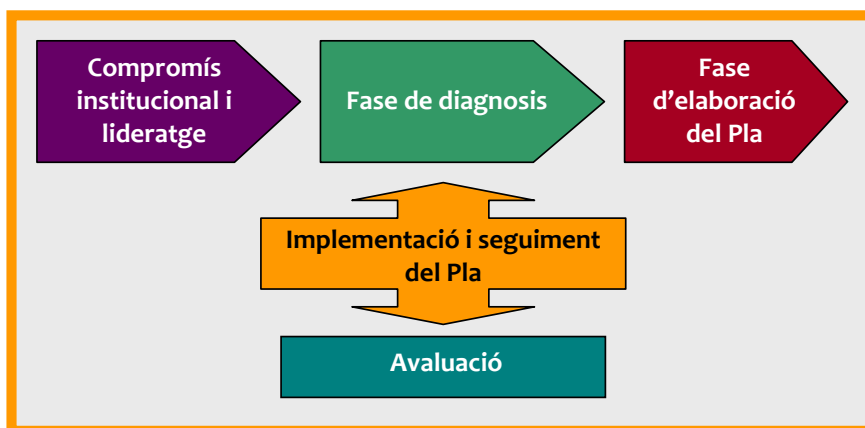 Compromís
institucional i
lideratge
Fase de diagnosis
Fase
d’elaboració
del Pla
Implementació i seguiment
del Pla
Avaluació